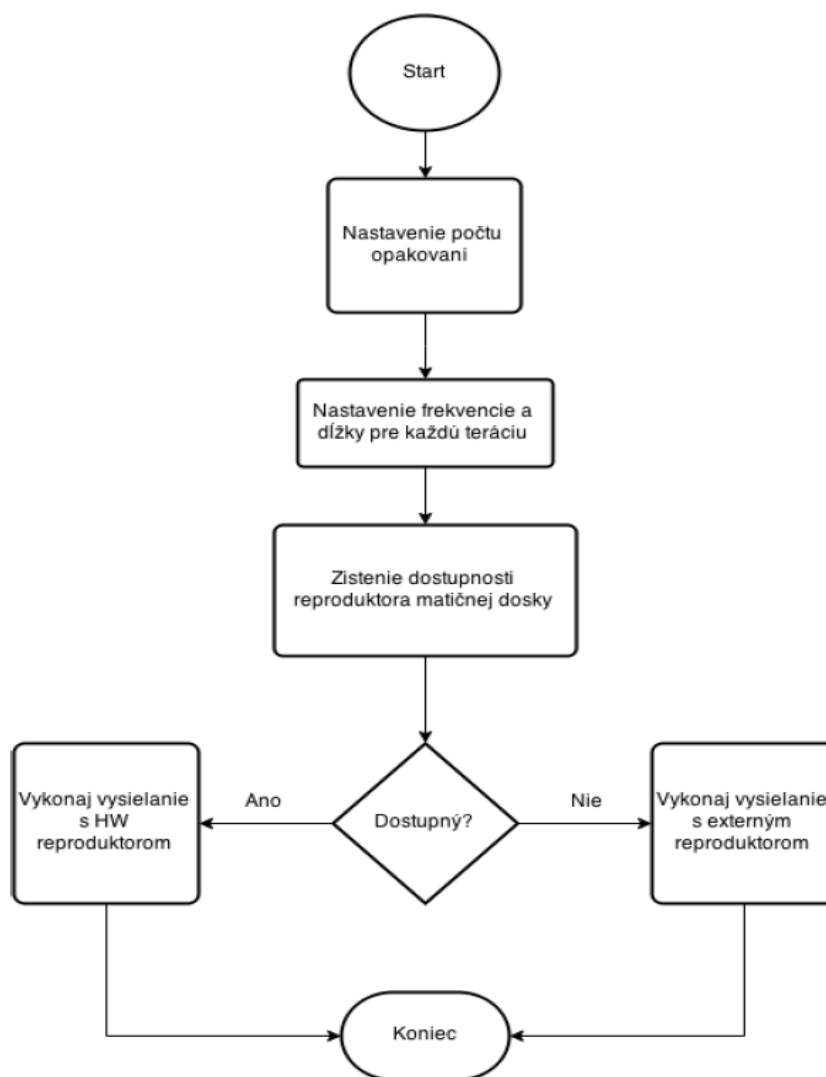 Start
Nastavenie počtu
opakovaní
Nastavenie frekvencie a
dĺžky pre každú teráciu
Zistenie dostupnosti
reproduktora matičnej dosky
Dostupný?
Ano
Nie
Vykonaj vysielanie
s HW
reproduktorom
Vykonaj vysielanie
s externým
reproduktorom
Koniec